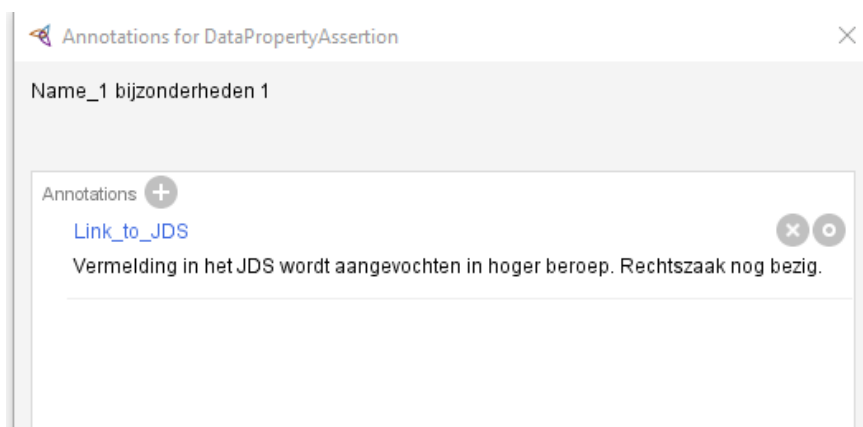 Annotations for DataPropertyAssertion
Name_1 bijzonderheden 1
Annotations
Link_to_JDS
Vermelding in het JDS wordt aangevochten in hoger beroep. Rechtszaak nog bezig.